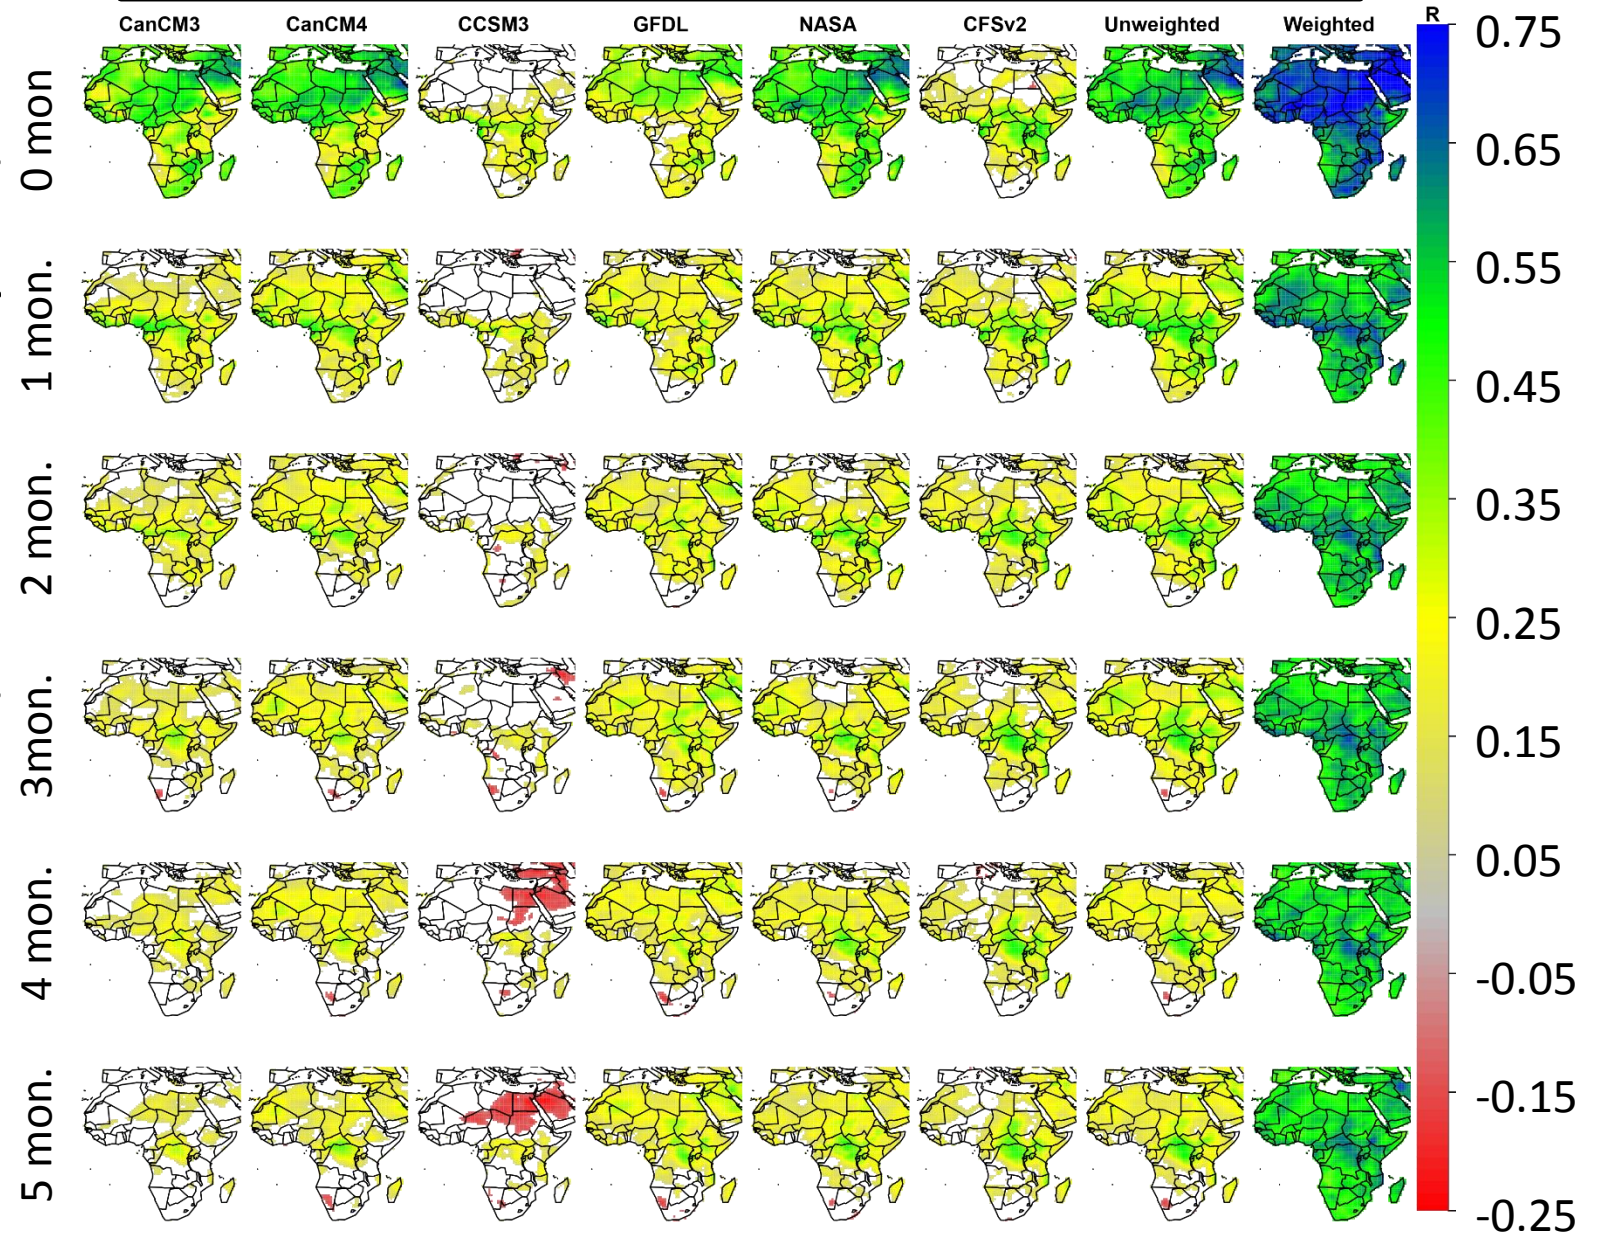 CanCM3 CanCM4 CCSM3 GFDL NASA CFSv2 Unweighted Weighted R
0 mon
1 mon.
2 mon.
3mon.
4 mon.
5 mon.
0.75
0.65
0.55
0.45
0.35
0.25
0.15
0.05
-0.05
-0.15
-0.25